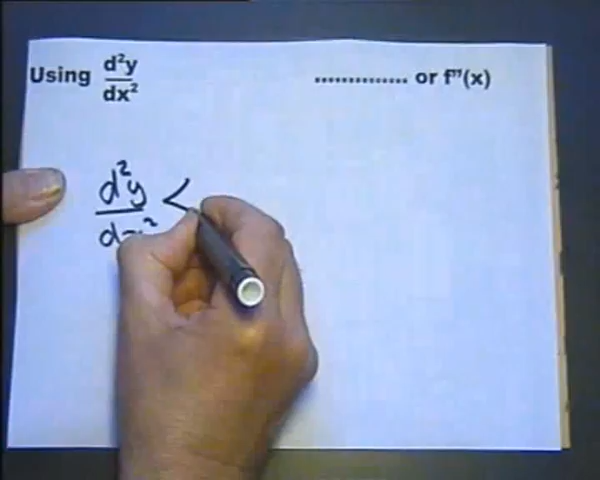 Using d²y/dx² .............. or f”(x)
d²y/dx² <